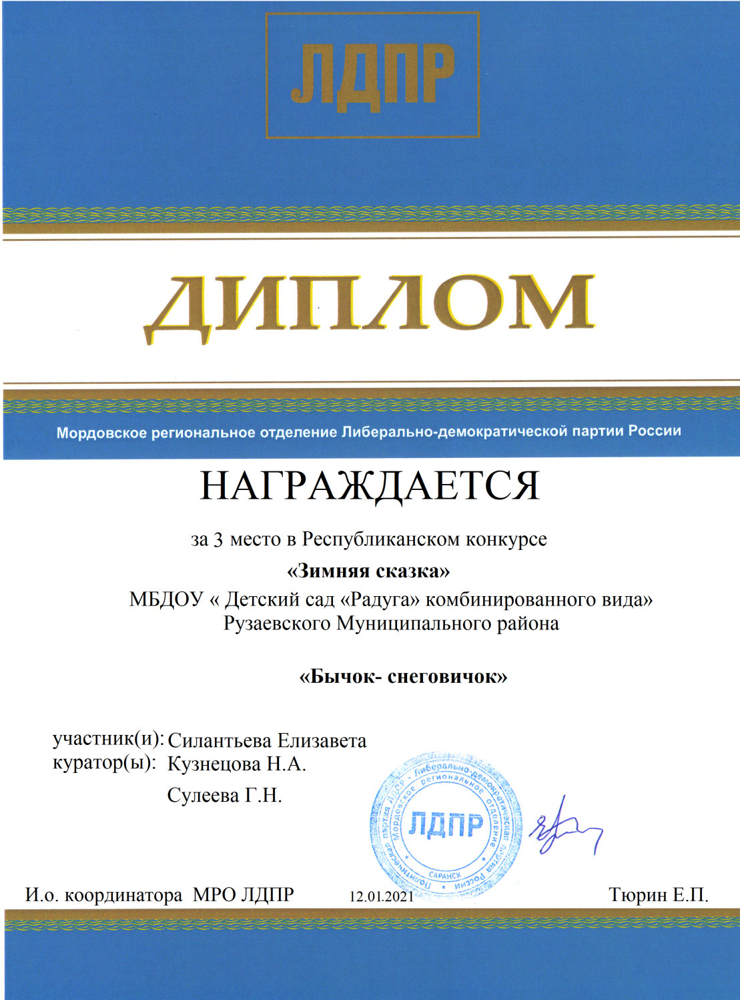 ЛДПР
ДИПЛОМ
Мордовское региональное отделение Либерально-демократической партии России
НАГРАЖДАЕТСЯ
за 3 место в Республиканском конкурсе
«Зимняя сказка»
МБДОУ « Детский сад «Радуга» комбинированного вида»
Рузаевского Муниципального района
«Бычок- снеговичок»
участник(и): Силантьева Елизавета
куратор(ы): Кузнецова Н.А.
Сулеева Г.Н.
Политическая партия ЛДПР - Либерально-демократическая партия России
Мордовское региональное отделение
ЛДПР
САРАНСК
И.о. координатора МРО ЛДПР 12.01.2021 Тюрин Е.П.